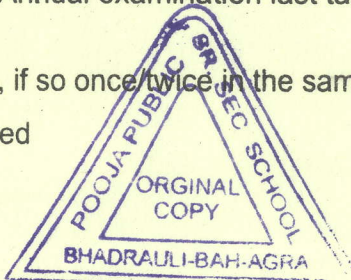 Annual examination last ta
, if so once/twice in the sam
ed
POOJA PUBLIC
SR SEC SCHOOL
ORGINAL
COPY
BHADRAULI-BAH-AGRA